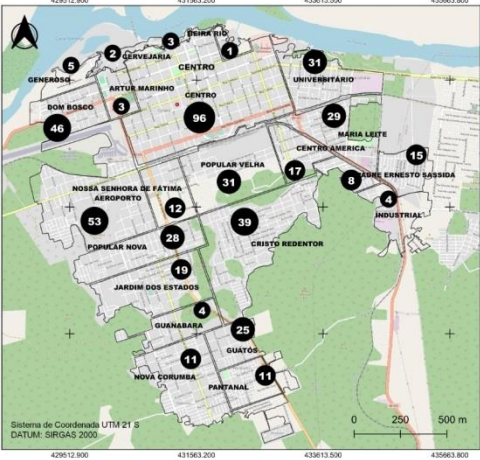 429512.900 431563.200 433613.500 435663.800
BEIRA RIO
3
1
2
CERVEJARIA
5
GENEROSO
CENTRO
31
UNIVERSITÁRIO
ARTUR MARINHO
DOM BOSCO
3
CENTRO
46
96
29
MARIA LEITE
CENTRO AMERICA
15
POPULAR VELHA
17
NOSSA SENHORA DE FÁTIMA
31
8
PADRE ERNESTO SASSIDA
AEROPORTO
4
INDUSTRIAL
12
53
39
28
POPULAR NOVA
CRISTO REDENTOR
19
JARDIM DOS ESTADOS
4
GUANABARA
25
GUATÓS
11
NOVA CORUMBA
11
PANTANAL
0 250 500 m
Sistema de Coordenada UTM 21 S
DATUM: SIRGAS 2000
429512.900 431563.200 433613.500 435663.800